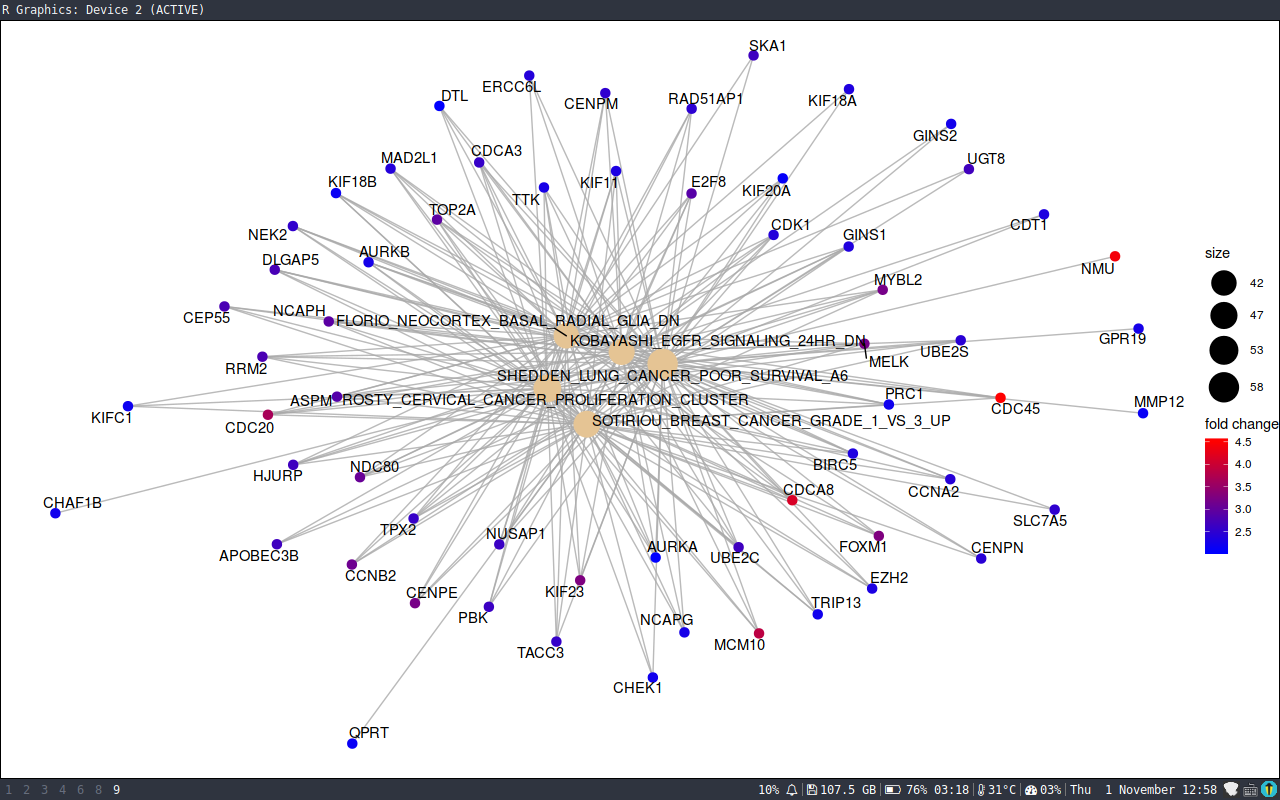 R Graphics: Device 2 (ACTIVE)
SKA1
ERCC6L
DTL
CENPM
RAD51AP1
KIF18A
GINS2
MAD2L1
CDCA3
UGT8
KIF18B
TTK
KIF11
E2F8
KIF20A
TOP2A
CDK1
GINS1
CDT1
NEK2
AURKB
DLGAP5
NMU
MYBL2
CEP55
NCAPH
FLORIO_NEOCORTEX_BASAL_RADIAL_GLIA_DN
KOBAYASHI_EGFR_SIGNALING_24HR_DN
GPR19
UBE2S
MELK
RRM2
SHEDDEN_LUNG_CANCER_POOR_SURVIVAL_A6
PRC1
ASPM
ROSTY_CERVICAL_CANCER_PROLIFERATION_CLUSTER
MMP12
CDC45
KIFC1
CDC20
SOTIRIOU_BREAST_CANCER_GRADE_1_VS_3_UP
HJURP
NDC80
BIRC5
CDCA8
CCNA2
CHAF1B
SLC7A5
TPX2
NUSAP1
AURKA
UBE2C
FOXM1
CENPN
APOBEC3B
CCNB2
CENPE
KIF23
EZH2
PBK
TRIP13
NCAPG
MCM10
TACC3
CHEK1
QPRT
size
42
47
53
58
fold change
4.5
4.0
3.5
3.0
2.5
1 2 3 4 6 8 9
10% 107.5 GB 76% 03:18 31°C 03% Thu 1 November 12:58